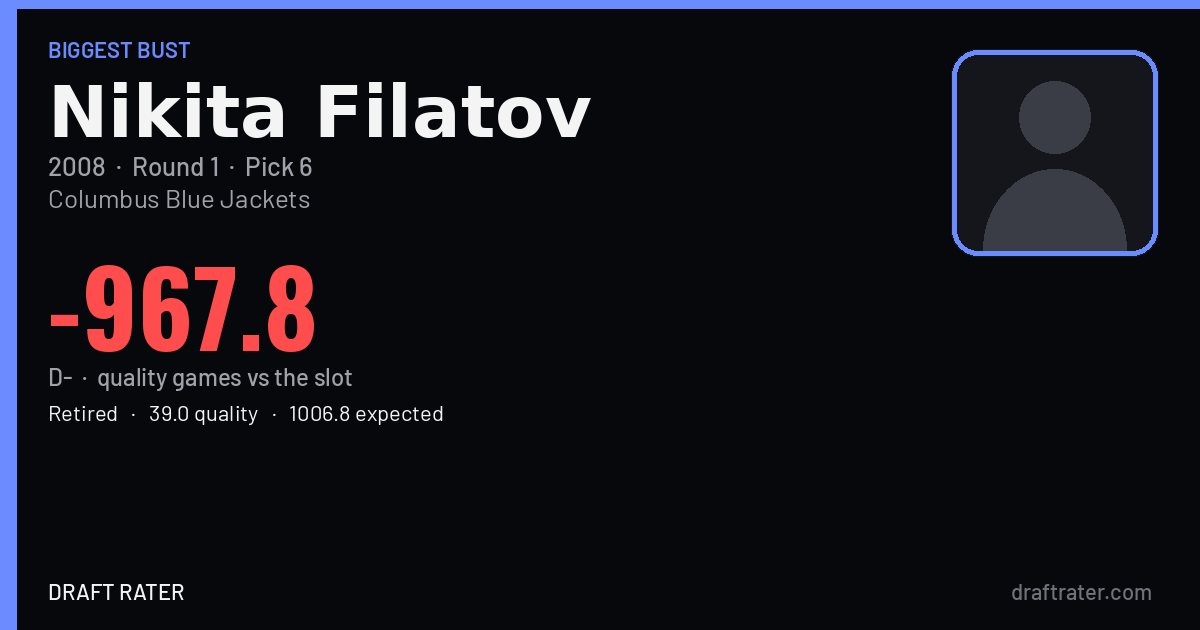 BIGGEST BUST
Nikita Filatov
2008 · Round 1 · Pick 6
Columbus Blue Jackets
-967.8
D- · quality games vs the slot
Retired · 39.0 quality · 1006.8 expected
DRAFT RATER
draftrater.com